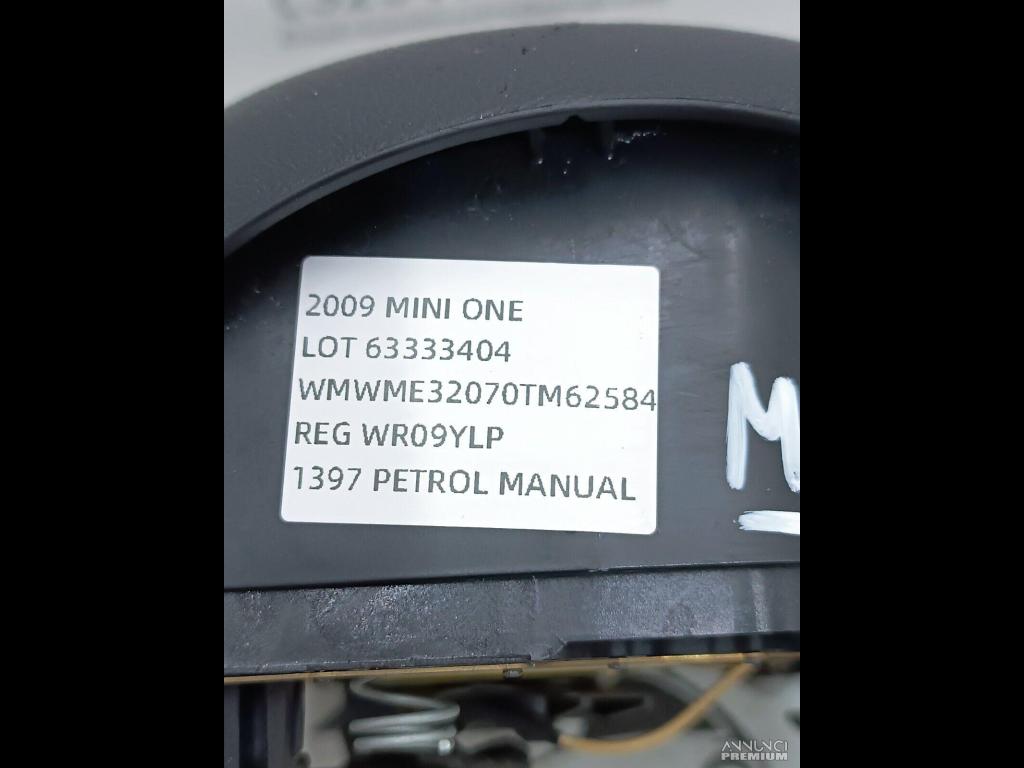 2009 MINI ONE
LOT 63333404
WMWME32070TM62584
REG WR09YLP
1397 PETROL MANUAL
M
ANNUNCI
PREMIUM